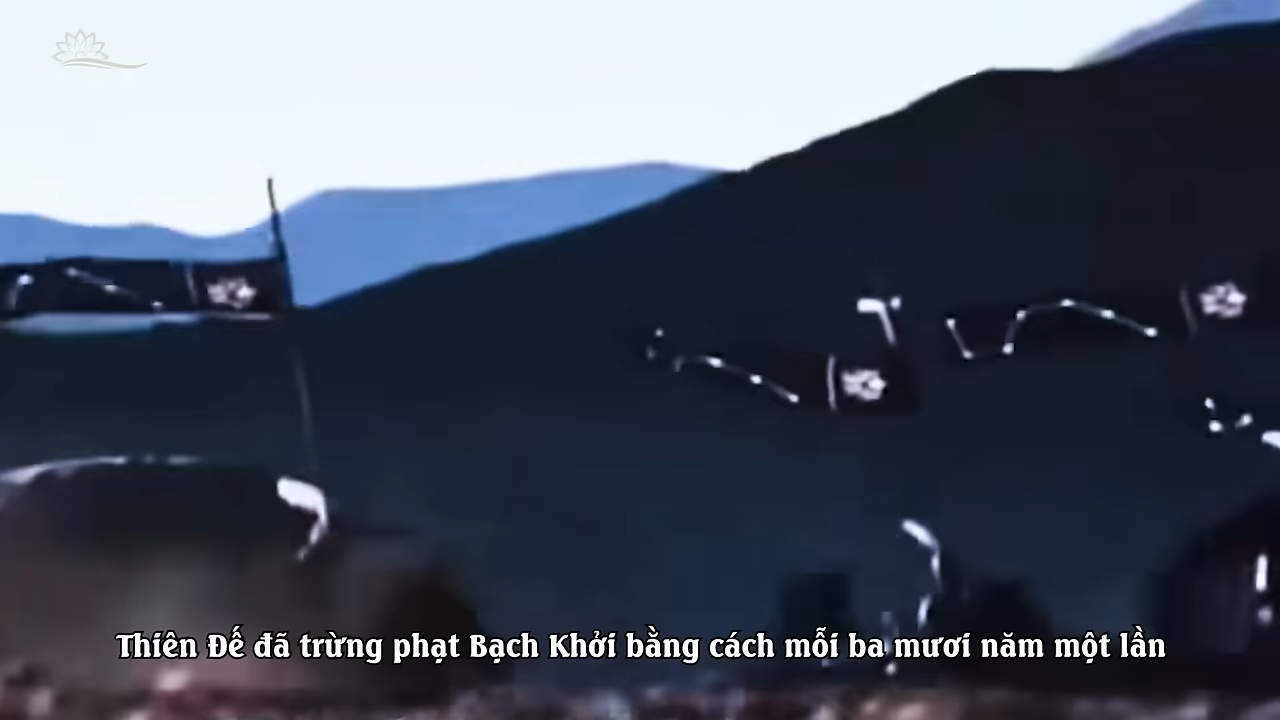 Thiên Đế đã trừng phạt Bạch Khởi bằng cách mỗi ba mươi năm một lần